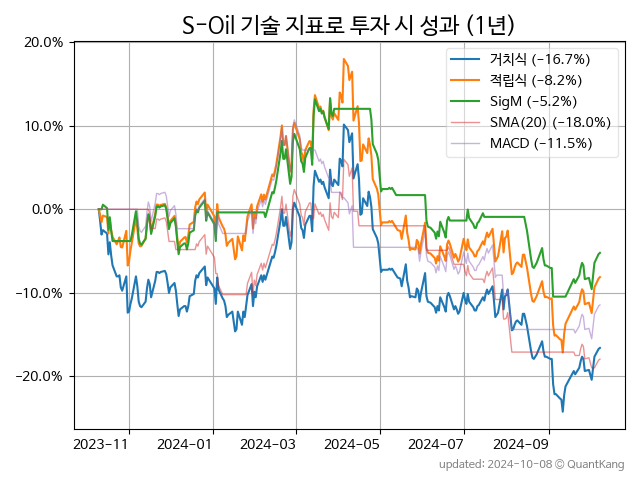 S-Oil 기술 지표로 투자 시 성과 (1년)
20.0%
10.0%
0.0%
−10.0%
−20.0%
거치식 (-16.7%)
적립식 (-8.2%)
SigM (-5.2%)
SMA(20) (-18.0%)
MACD (-11.5%)
2023-11
2024-01
2024-03
2024-05
2024-07
2024-09
updated: 2024-10-08 © QuantKang